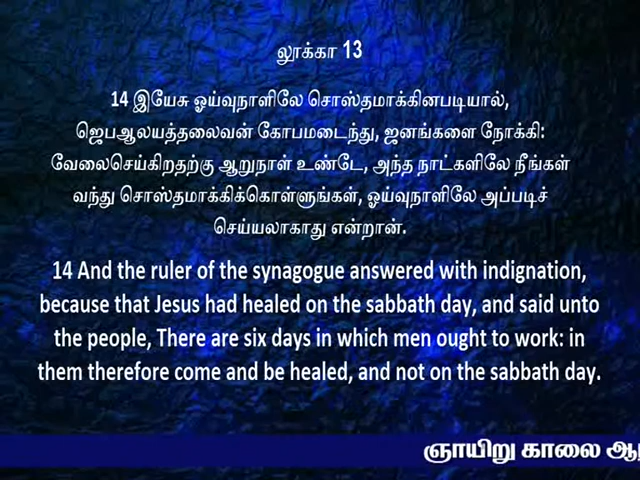 லூக்கா 13
14 இயேசு ஓய்வுநாளிலே சொஸ்தமாக்கினபடியால்,
ஜெபஆலயத்தலைவன் கோபமடைந்து, ஜனங்களை நோக்கி:
வேலைசெய்கிறதற்கு ஆறுநாள் உண்டே, அந்த நாட்களிலே நீங்கள்
வந்து சொஸ்தமாக்கிக்கொள்ளுங்கள், ஓய்வுநாளிலே அப்படிச்
செய்யலாகாது என்றான்.
14 And the ruler of the synagogue answered with indignation,
because that Jesus had healed on the sabbath day, and said unto
the people, There are six days in which men ought to work: in
them therefore come and be healed, and not on the sabbath day.
ஞாயிறு காலை